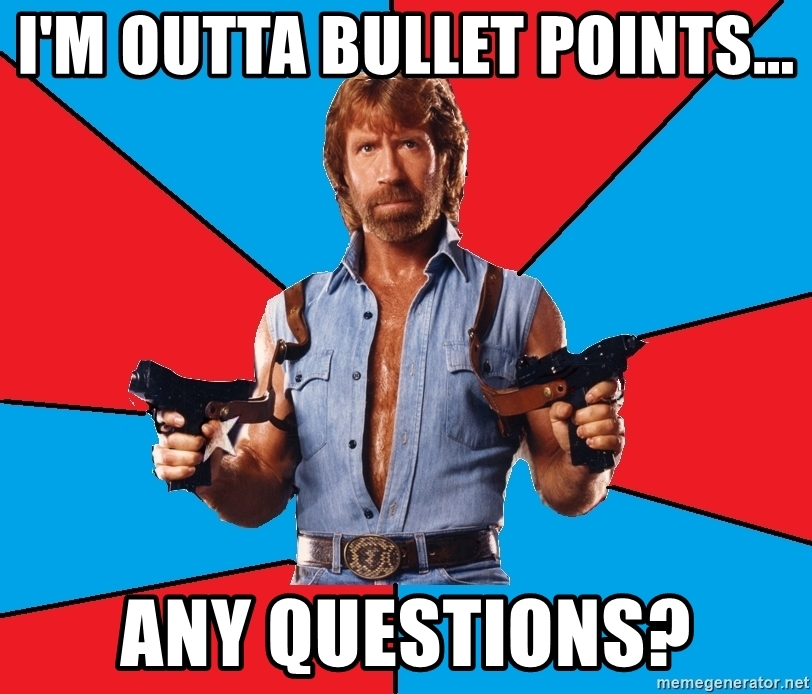 I'M OUTTA BULLET POINTS...
ANY QUESTIONS?
memegenerator.net